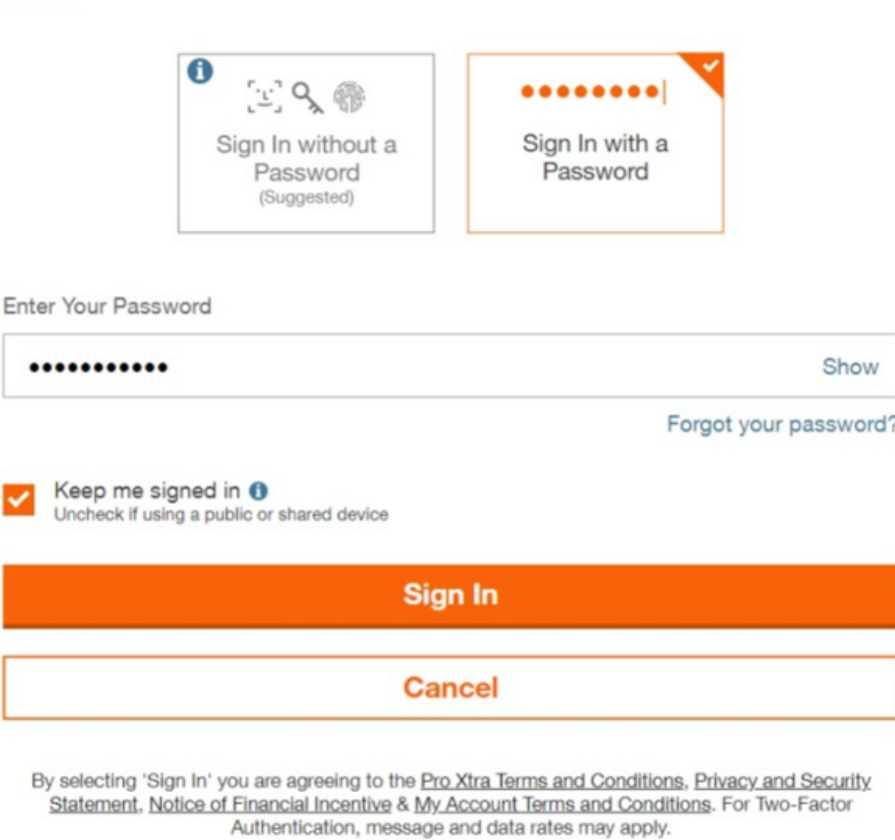 Sign In without a
Password
(Suggested)
Sign In with a
Password
Enter Your Password
Show
Forgot your password?
Keep me signed in
Uncheck if using a public or shared device
Sign In
Cancel
By selecting 'Sign In' you are agreeing to the Pro Xtra Terms and Conditions, Privacy and Security
Statement, Notice of Financial Incentive & My Account Terms and Conditions. For Two-Factor
Authentication, message and data rates may apply.